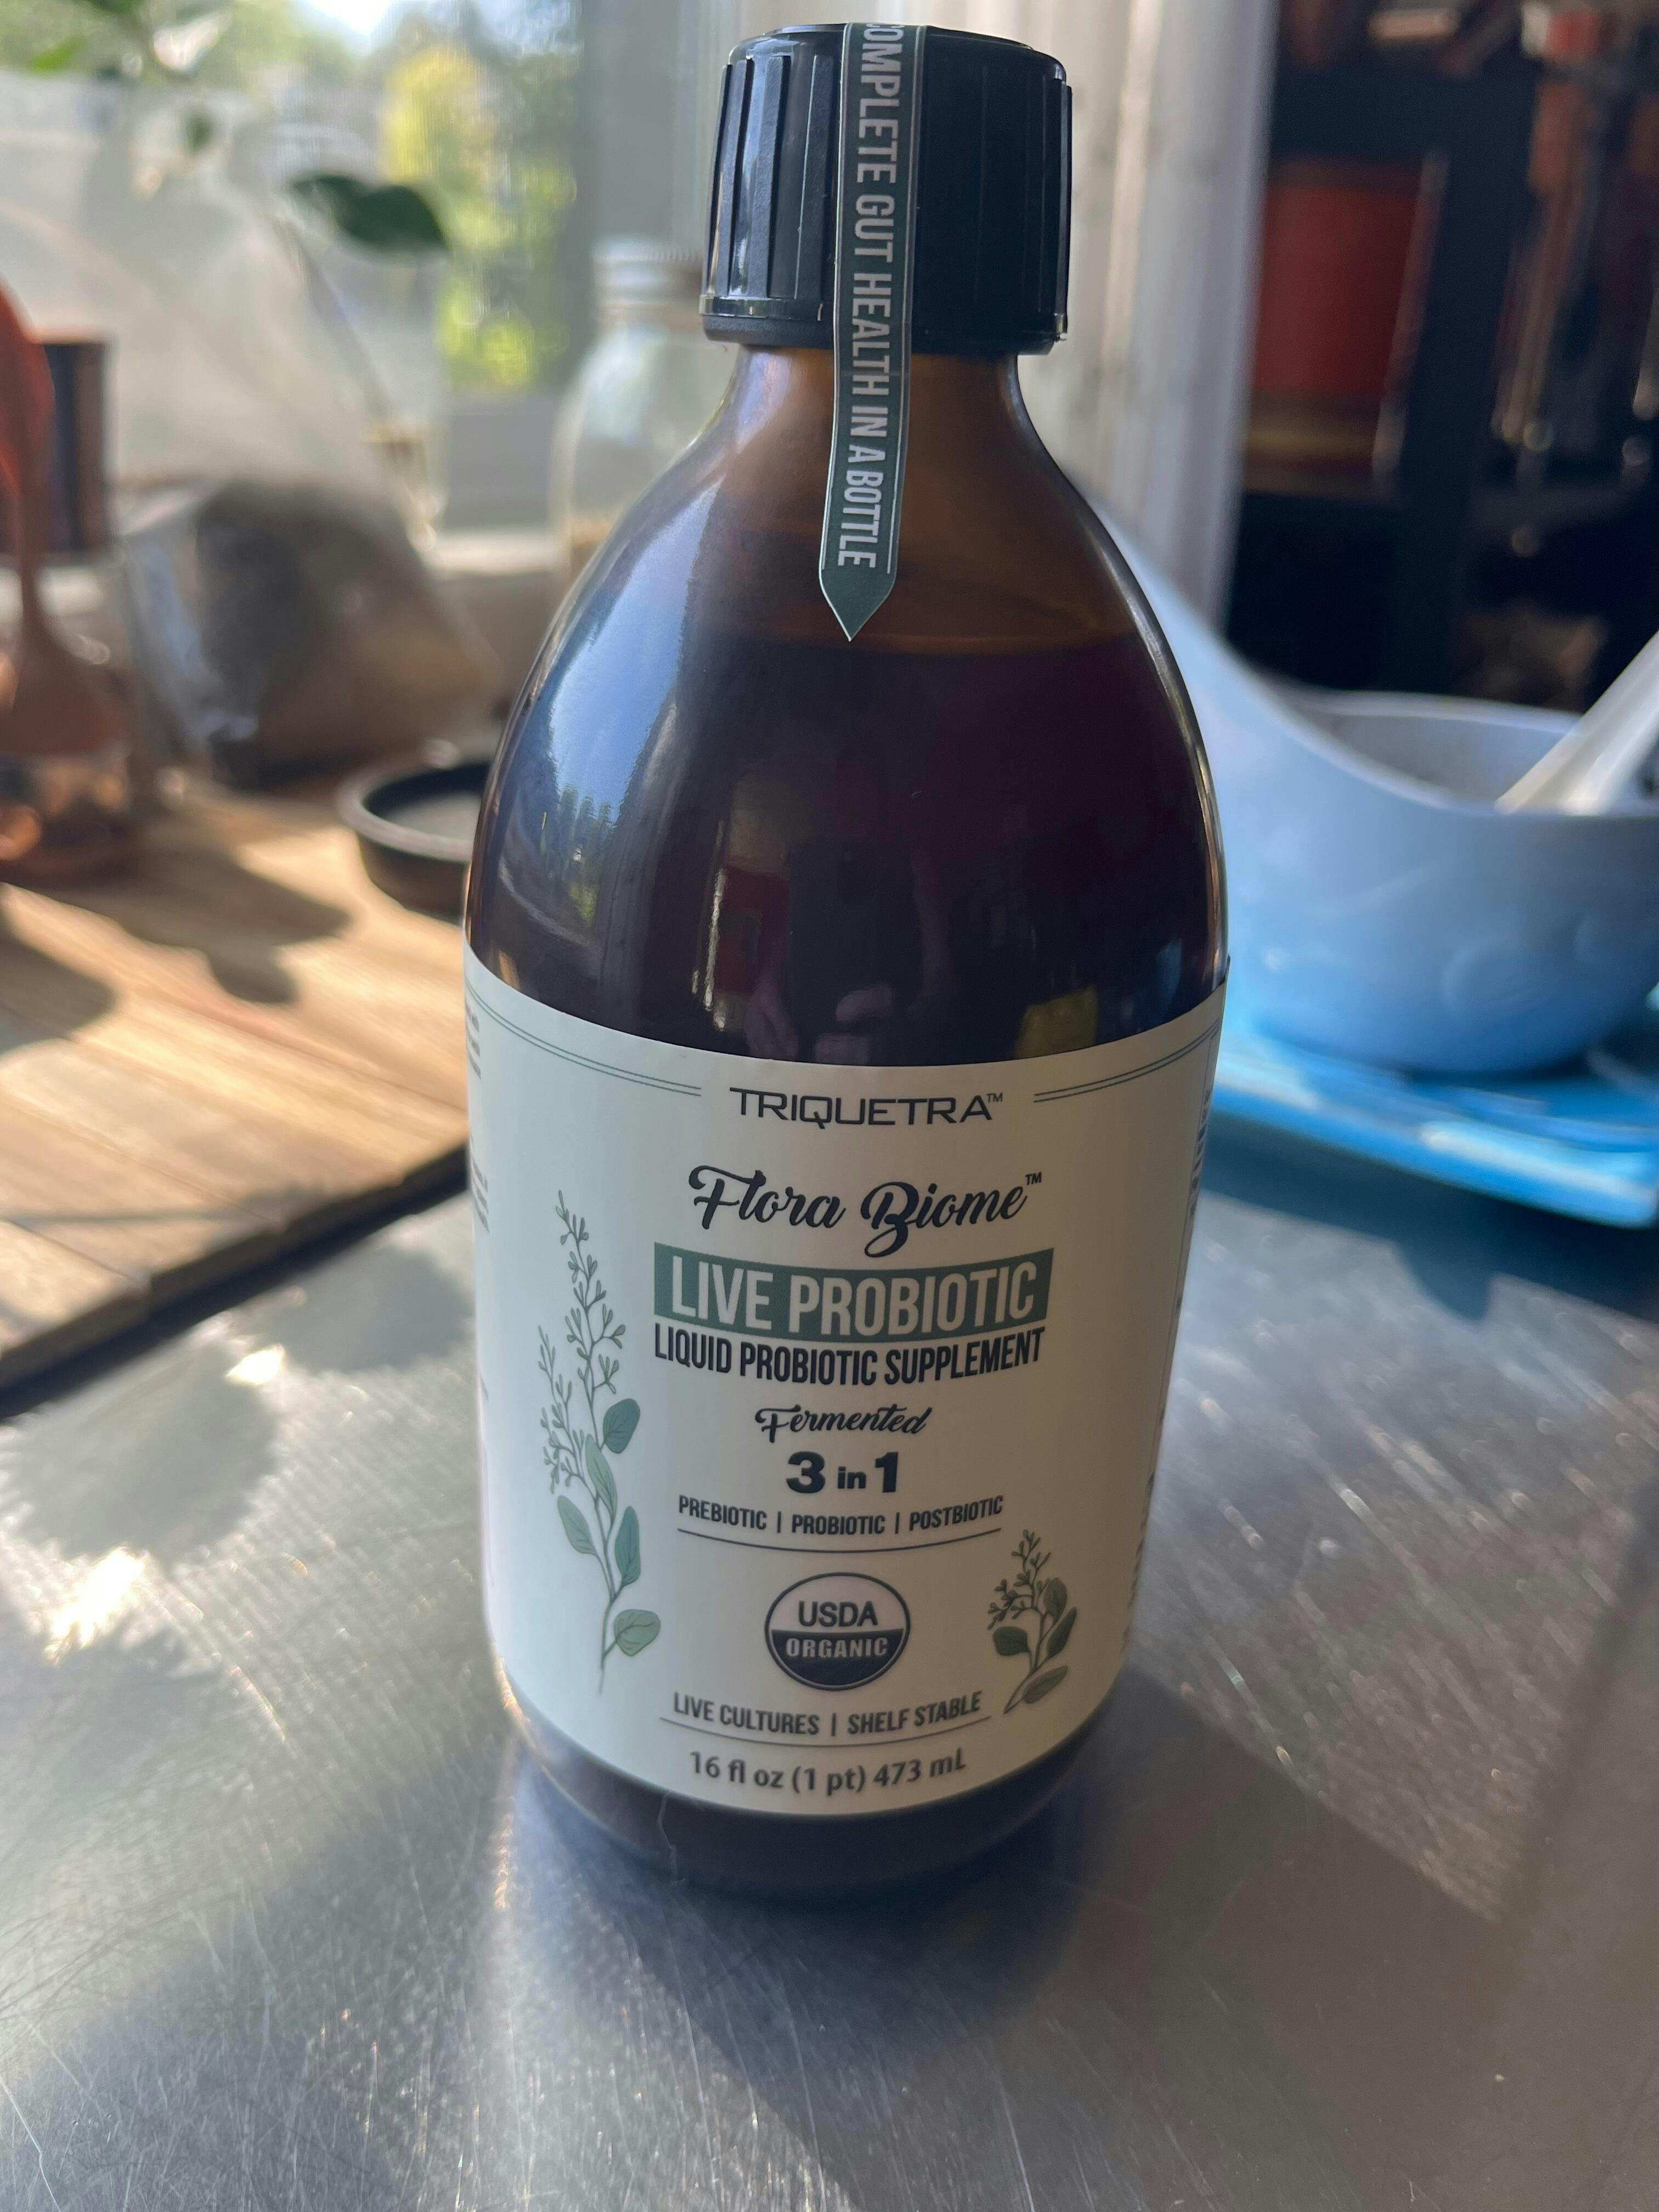 OMPLETE GUT HEALTH IN A BOTTLE
TRIQUETRA™
Flora Biome™
LIVE PROBIOTIC
LIQUID PROBIOTIC SUPPLEMENT
Fermented
3 in 1
PREBIOTIC | PROBIOTIC | POSTBIOTIC
USDA
ORGANIC
LIVE CULTURES | SHELF STABLE
16 fl oz (1 pt) 473 mL